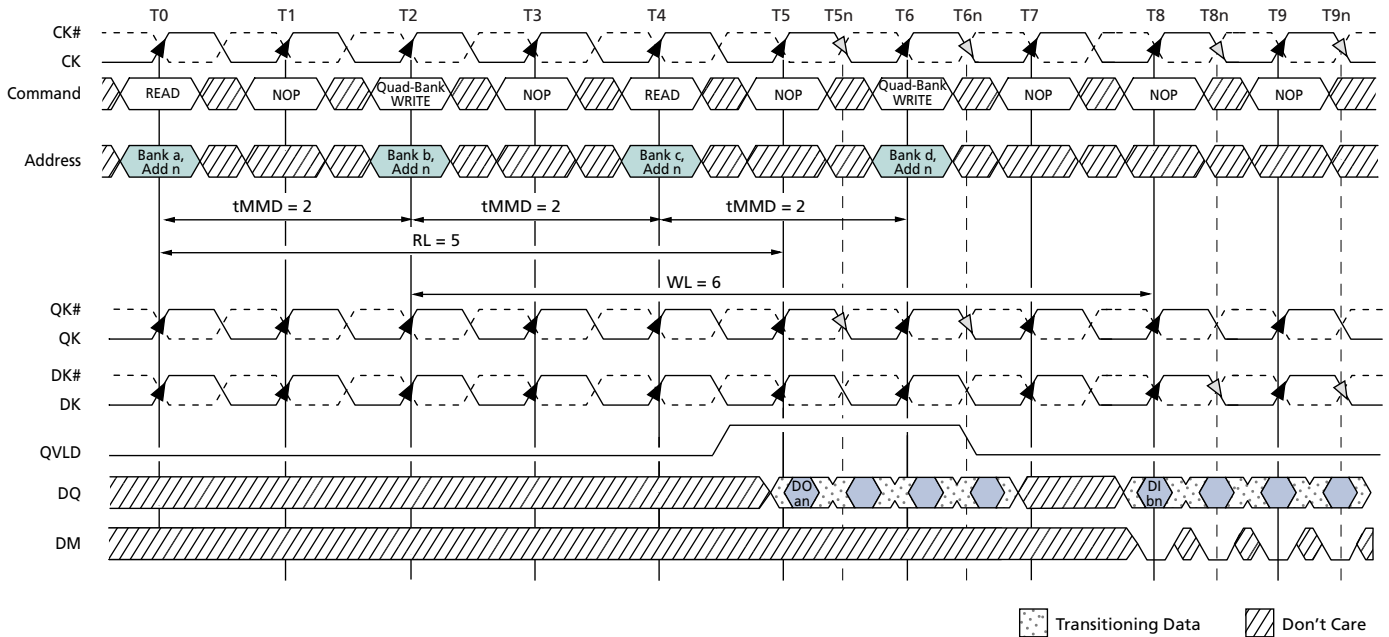 T0 T1 T2 T3 T4 T5 T5n T6 T6n T7 T8 T8n T9 T9n
CK#
CK
Command READ NOP Quad-Bank WRITE NOP READ NOP Quad-Bank WRITE NOP NOP NOP
Address Bank a, Add n Bank b, Add n Bank c, Add n Bank d, Add n
tMMD = 2 tMMD = 2 tMMD = 2
RL = 5
WL = 6
QK#
QK
DK#
DK
QVLD
DQ DO an DI bn
DM
Transitioning Data Don't Care